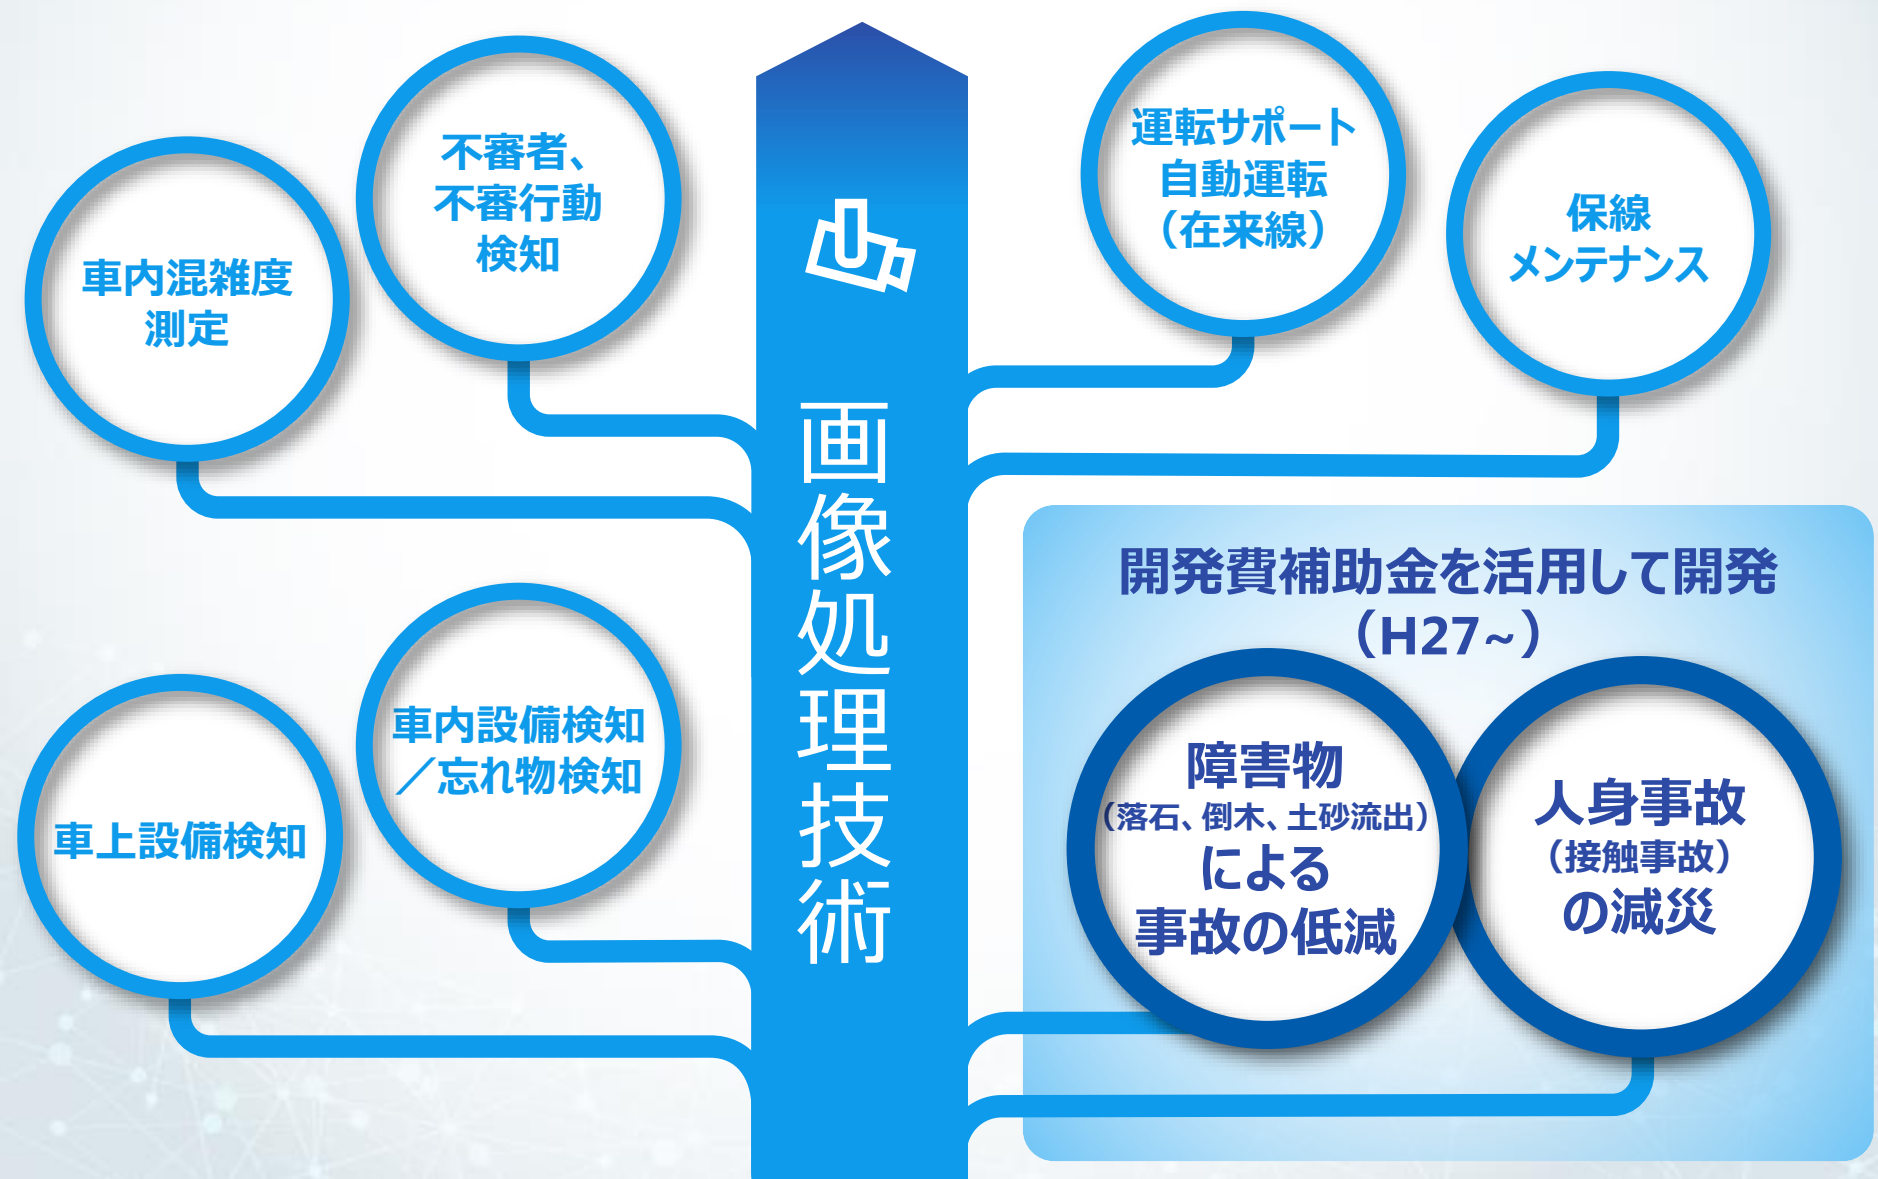 不審者、
不審行動
検知
車内混雑度
測定
車内設備検知
／忘れ物検知
車上設備検知
画像処理技術
運転サポート
自動運転
（在来線）
保線
メンテナンス
開発費補助金を活用して開発
（H27~）
障害物
（落石、倒木、土砂流出）
による
事故の低減
人身事故
（接触事故）
の減災